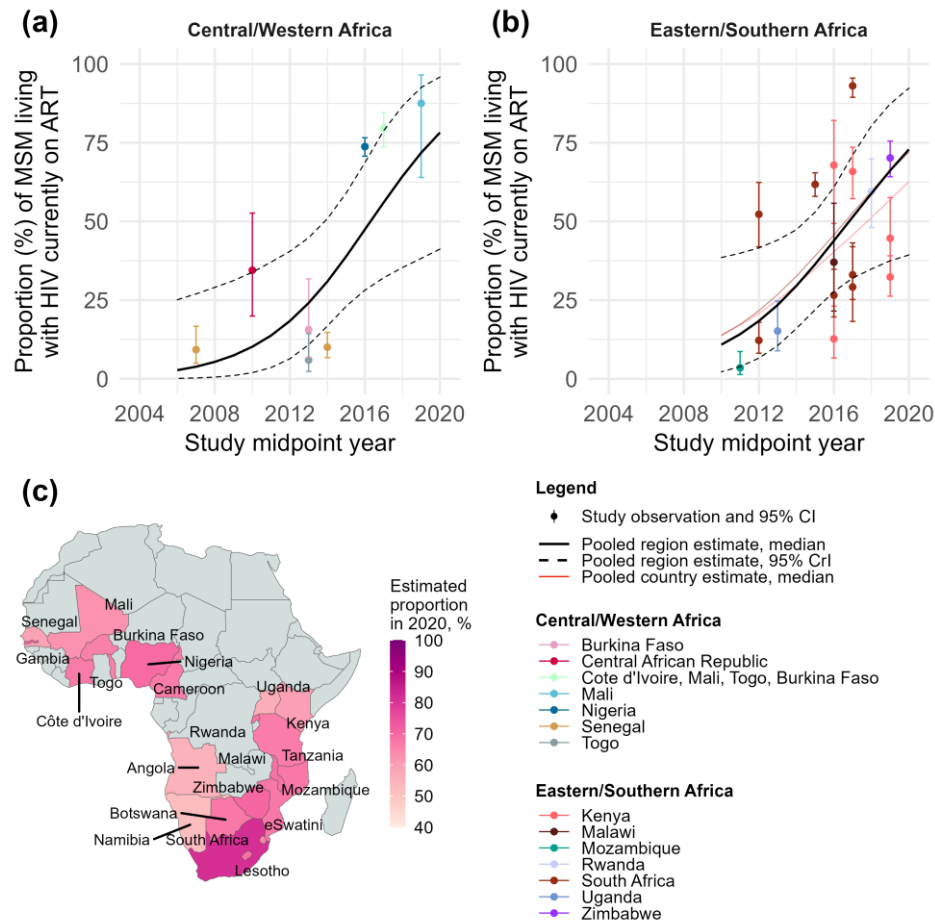 (a)
Central/Western Africa
Proportion (%) of MSM living
with HIV currently on ART
100
75
50
25
0
2004 2008 2012 2016 2020
Study midpoint year
(b)
Eastern/Southern Africa
Proportion (%) of MSM living
with HIV currently on ART
100
75
50
25
0
2004 2008 2012 2016 2020
Study midpoint year
(c)
Mali
Senegal
Burkina Faso
Gambia
Nigeria
Togo
Cameroon
Uganda
Côte d'Ivoire
Kenya
Rwanda
Tanzania
Malawi
Angola
Zimbabwe
Mozambique
Botswana
eSwatini
Namibia
South Africa
Lesotho
Estimated
proportion
in 2020, %
100
90
80
70
60
50
40
Legend
Study observation and 95% CI
Pooled region estimate, median
Pooled region estimate, 95% CrI
Pooled country estimate, median
Central/Western Africa
Burkina Faso
Central African Republic
Cote d'Ivoire, Mali, Togo, Burkina Faso
Mali
Nigeria
Senegal
Togo
Eastern/Southern Africa
Kenya
Malawi
Mozambique
Rwanda
South Africa
Uganda
Zimbabwe